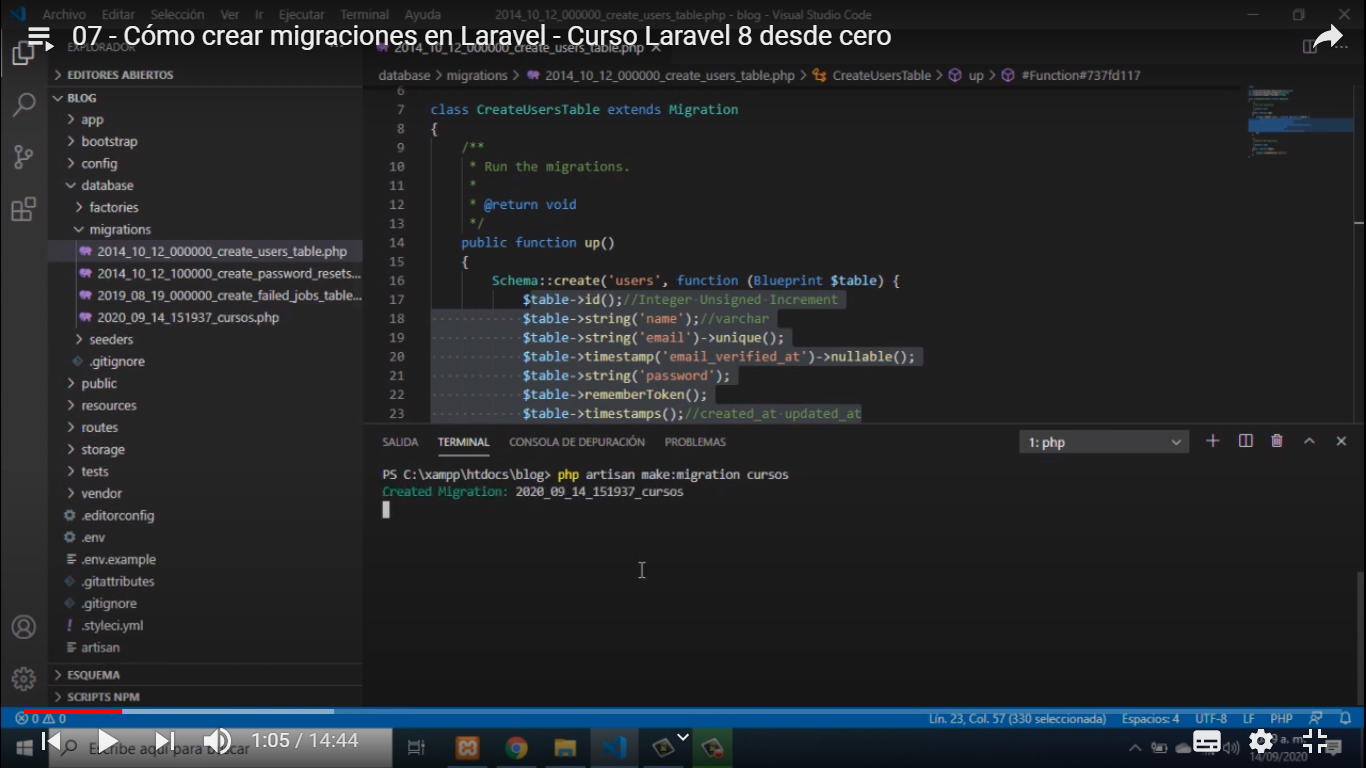 Archivo Editar Selección Ver Ir Ejecutar Terminal Ayuda 2014_10_12_000000_create_users_table.php - blog - Visual Studio Code
07 - Cómo crear migraciones en Laravel - Curso Laravel 8 desde cero
EXPLORADOR
2014_10_12_000000_create_users_table.php
EDITORES ABIERTOS
database > migrations > 2014_10_12_000000_create_users_table.php > CreateUsersTable > up > #Function#737fd117
BLOG
app
bootstrap
config
database
factories
migrations
2014_10_12_000000_create_users_table.php
2014_10_12_100000_create_password_resets...
2019_08_19_000000_create_failed_jobs_table...
2020_09_14_151937_cursos.php
seeders
.gitignore
public
resources
routes
storage
tests
vendor
.editorconfig
.env
.env.example
.gitattributes
.gitignore
.styleci.yml
artisan
ESQUEMA
SCRIPTS NPM
6
7 class CreateUsersTable extends Migration
8 {
9 /**
10 * Run the migrations.
11 *
12 * @return void
13 */
14 public function up()
15 {
16 Schema::create('users', function (Blueprint $table) {
17 $table->id();//Integer Unsigned Increment
18 $table->string('name');//varchar
19 $table->string('email')->unique();
20 $table->timestamp('email_verified_at')->nullable();
21 $table->string('password');
22 $table->rememberToken();
23 $table->timestamps();//created_at updated_at
SALIDA TERMINAL CONSOLA DE DEPURACIÓN PROBLEMAS 1: php
PS C:\xampp\htdocs\blog> php artisan make:migration cursos
Created Migration: 2020_09_14_151937_cursos
0 0 Lín. 23, Col. 57 (330 seleccionada) Espacios: 4 UTF-8 LF PHP
Escribe aquí para buscar
1:05 / 14:44
a. m.
14/09/2020